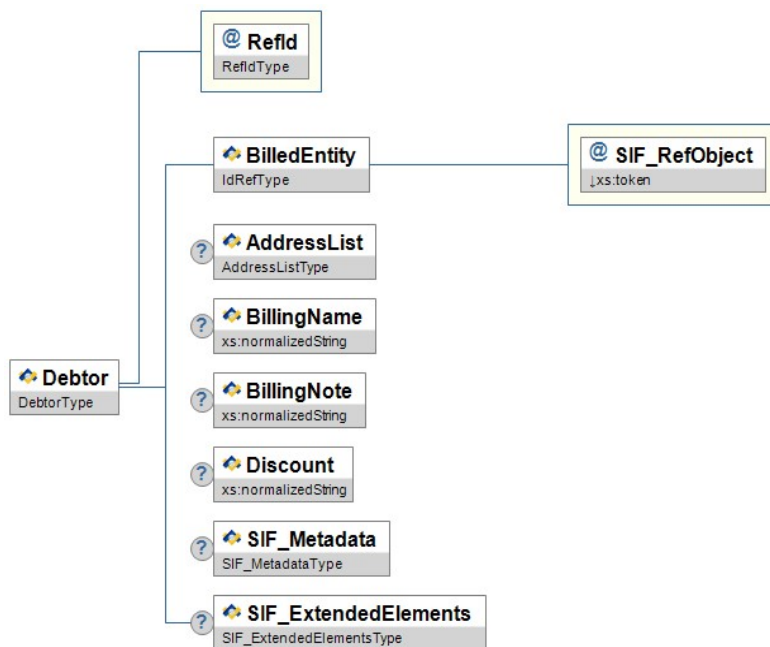 @ RefId
RefIdType
BilledEntity
IdRefType
@ SIF_RefObject
↓xs:token
? AddressList
AddressListType
? BillingName
xs:normalizedString
Debtor
DebtorType
? BillingNote
xs:normalizedString
? Discount
xs:normalizedString
? SIF_Metadata
SIF_MetadataType
? SIF_ExtendedElements
SIF_ExtendedElementsType